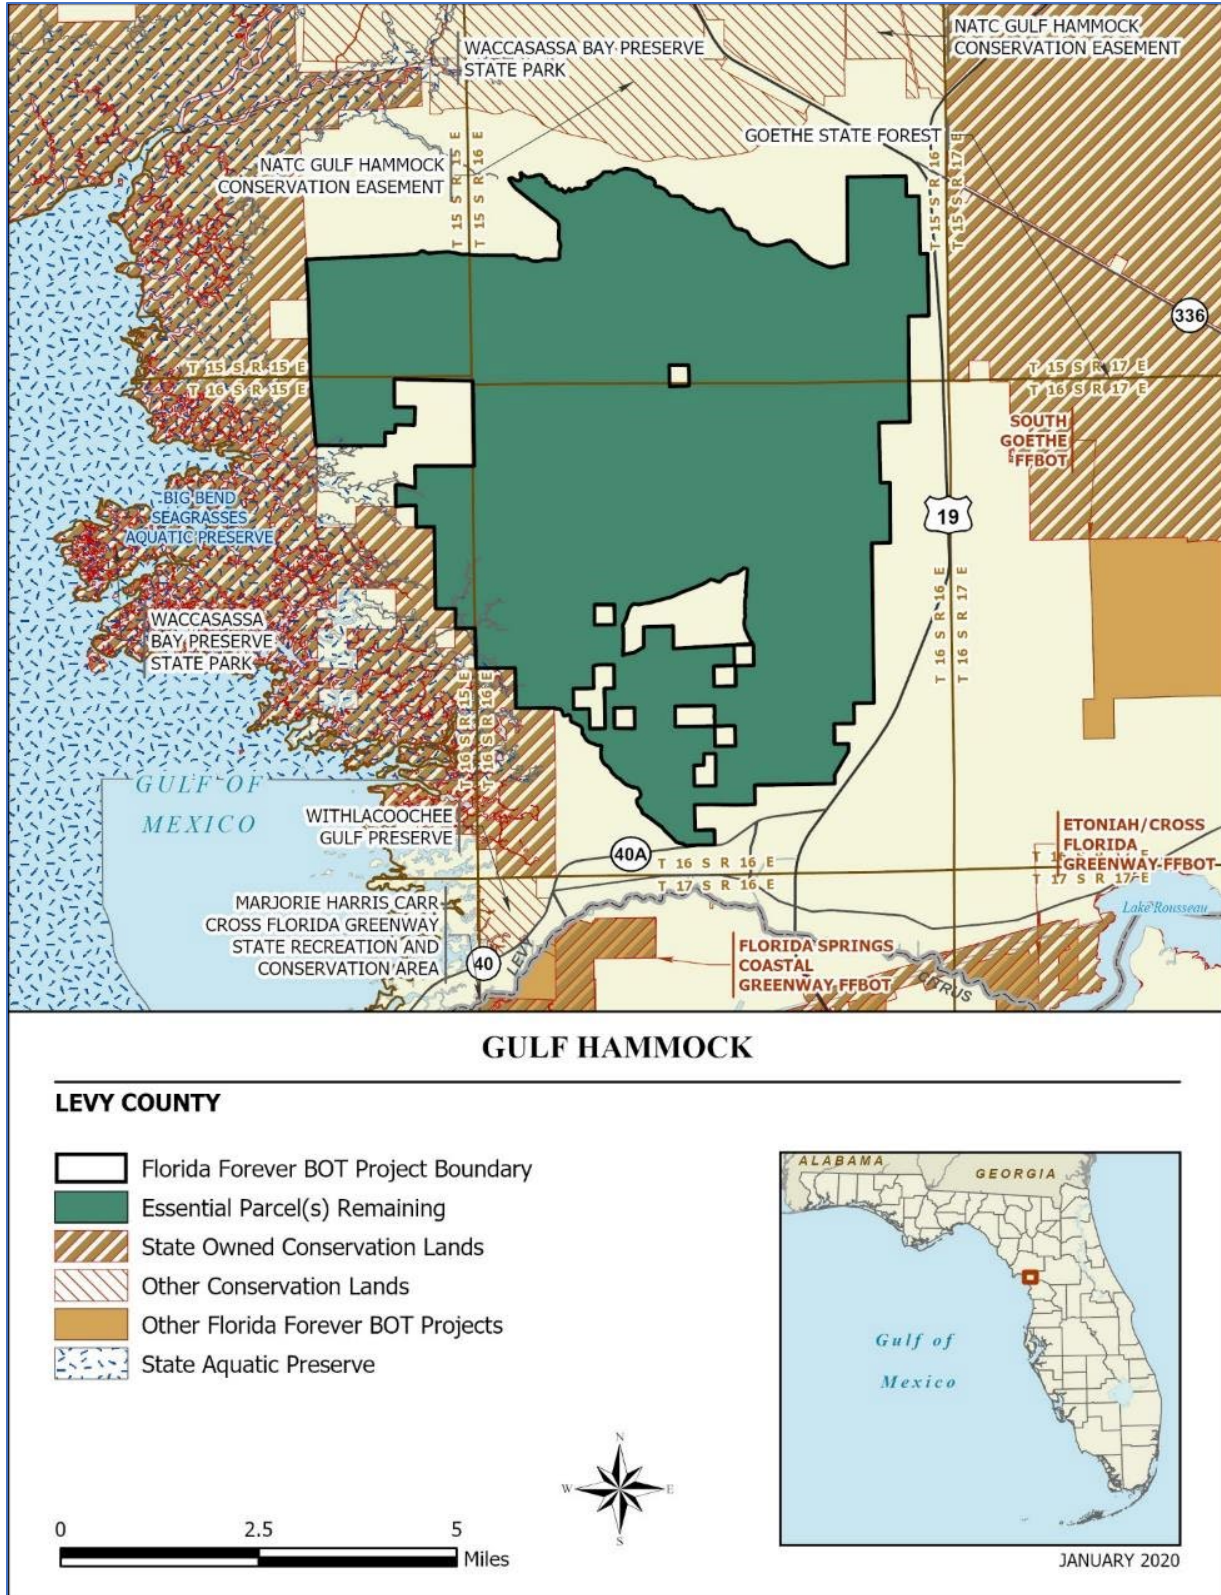 WACCASASSA BAY PRESERVE
STATE PARK
NATC GULF HAMMOCK
CONSERVATION EASEMENT
GOETHE STATE FOREST
NATC GULF HAMMOCK
CONSERVATION EASEMENT
T 15 S R 15 E
T 15 S R 16 E
T 15 S R 16 E
T 15 S R 17 E
336
T 15 S R 15 E
T 16 S R 15 E
T 15 S R 17 E
T 16 S R 17 E
SOUTH
GOETHE
FFBOT
19
BIG BEND
SEAGRASSES
AQUATIC PRESERVE
WACCASASSA
BAY PRESERVE
STATE PARK
T 16 S R 16 E
T 16 S R 17 E
T 16 S R 15 E
T 16 S R 16 E
GULF OF
MEXICO
WITHLACOOCHEE
GULF PRESERVE
40A
T 16 S R 16 E
T 17 S R 16 E
ETONIAH/CROSS
FLORIDA
GREENWAY FFBOT
T 17 S R 17 E
Lake Rousseau
MARJORIE HARRIS CARR
CROSS FLORIDA GREENWAY
STATE RECREATION AND
CONSERVATION AREA
40
LEVY
CITRUS
FLORIDA SPRINGS
COASTAL
GREENWAY FFBOT
GULF HAMMOCK
LEVY COUNTY
Florida Forever BOT Project Boundary
Essential Parcel(s) Remaining
State Owned Conservation Lands
Other Conservation Lands
Other Florida Forever BOT Projects
State Aquatic Preserve
ALABAMA
GEORGIA
Gulf of
Mexico
N
W E
S
0 2.5 5
Miles
JANUARY 2020